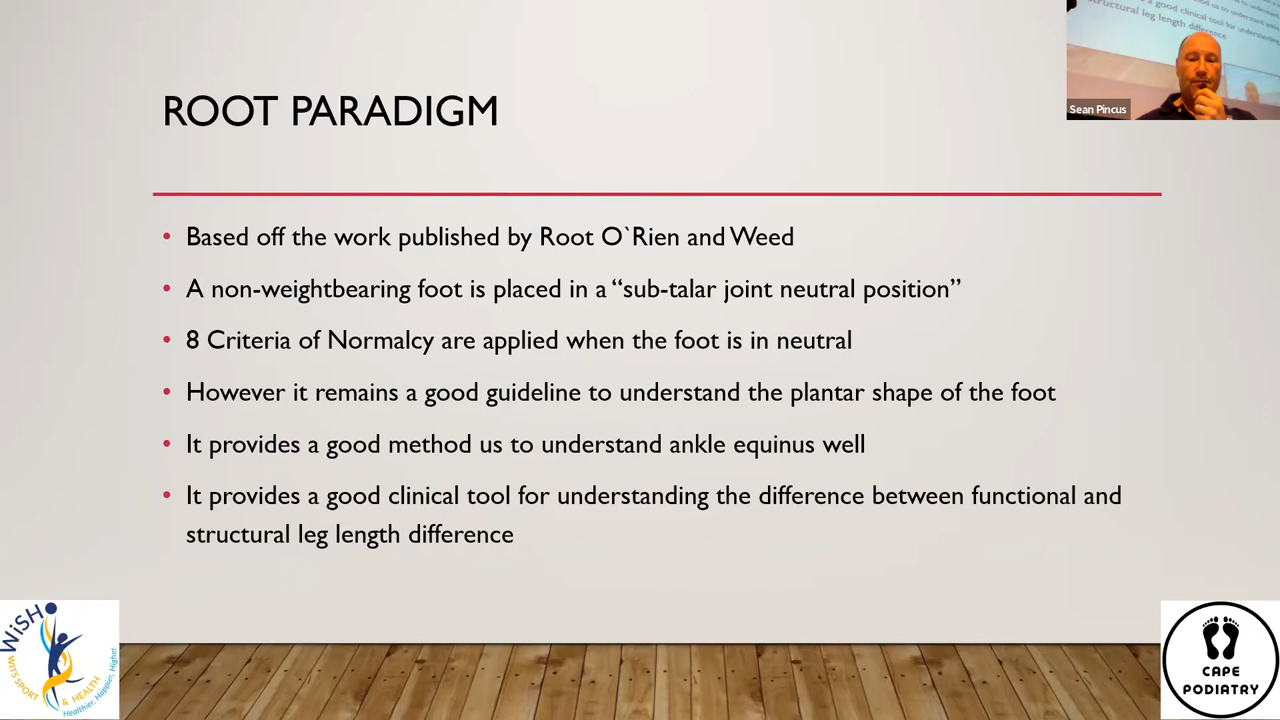 structural leg length difference
Sean Pincus
ROOT PARADIGM
• Based off the work published by Root O`Rien and Weed
• A non-weightbearing foot is placed in a “sub-talar joint neutral position”
• 8 Criteria of Normalcy are applied when the foot is in neutral
• However it remains a good guideline to understand the plantar shape of the foot
• It provides a good method us to understand ankle equinus well
• It provides a good clinical tool for understanding the difference between functional and
structural leg length difference
WiSH
WITS SPORT & HEALTH
Healthier, Happier, Higher
CAPE
PODIATRY